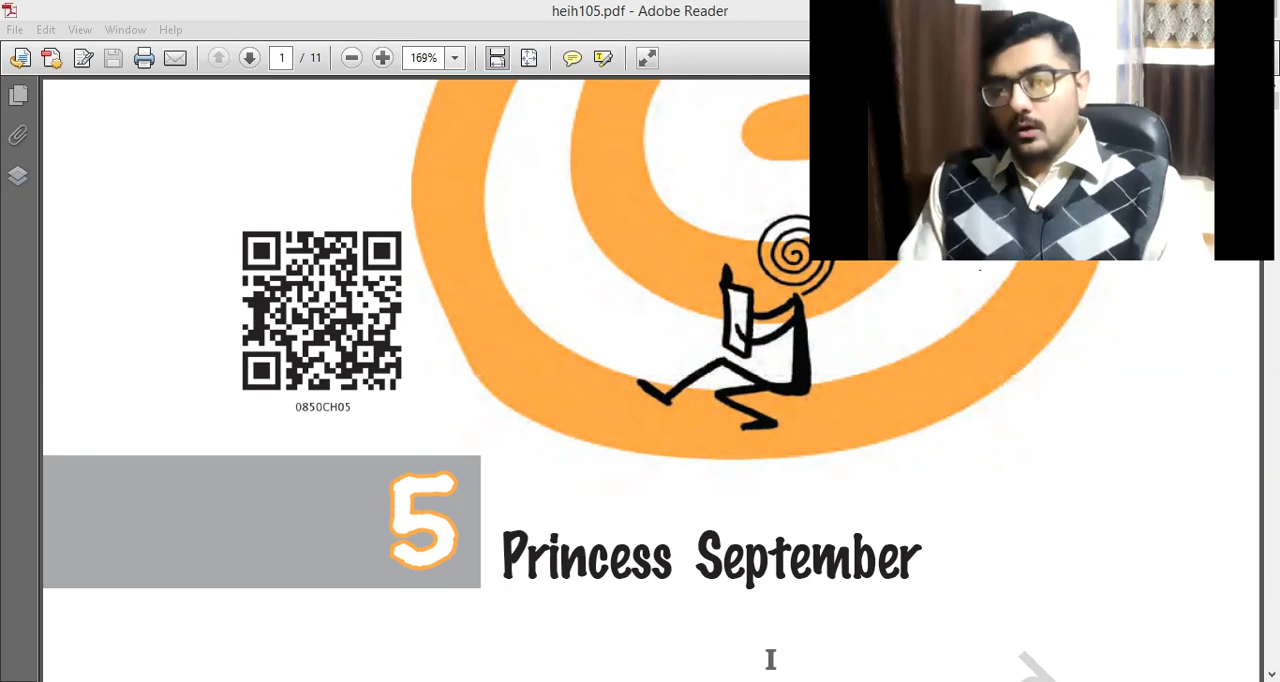 heih105.pdf - Adobe Reader
File Edit View Window Help
1 / 11 169%
0850CH05
5 Princess September